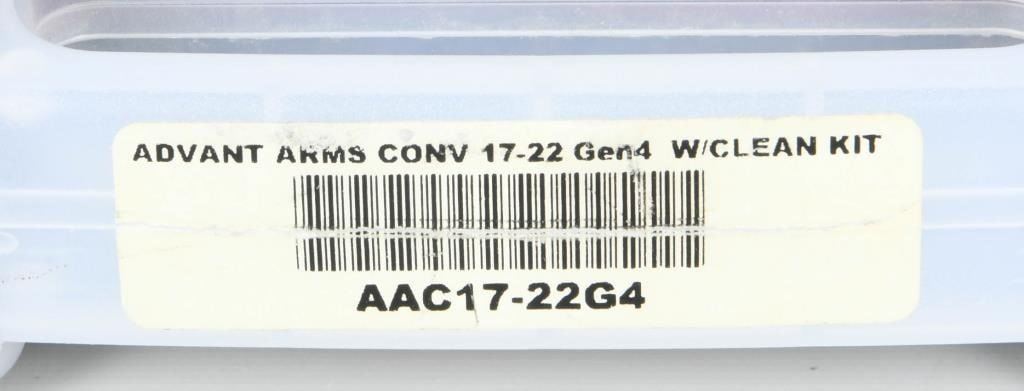 ADVANT ARMS CONV 17-22 Gen4 W/CLEAN KIT
AAC17-22G4